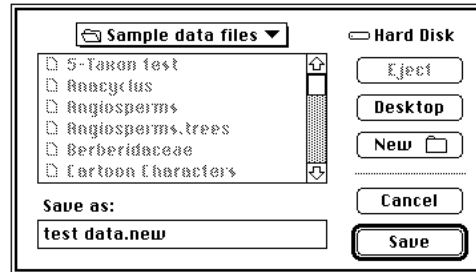 Sample data files
Hard Disk
5-Taxon test
Anacyclus
Angiosperms
Angiosperms.trees
Berberidaceae
Cartoon Characters
Eject
Desktop
New
Save as:
test data.new
Cancel
Save